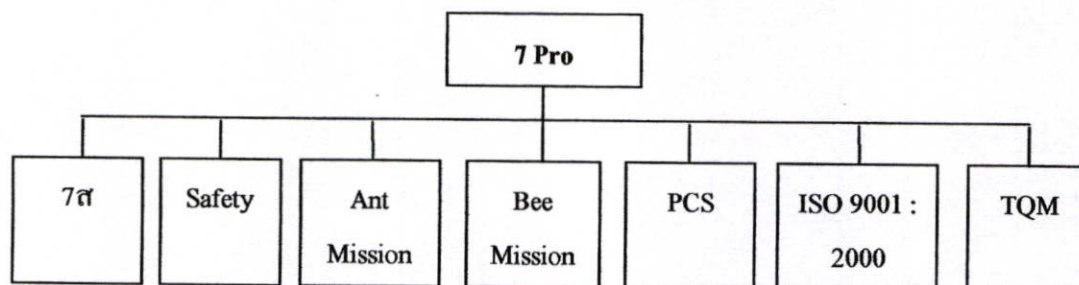 7 Pro
7ส
Safety
Ant
Mission
Bee
Mission
PCS
ISO 9001 :
2000
TQM